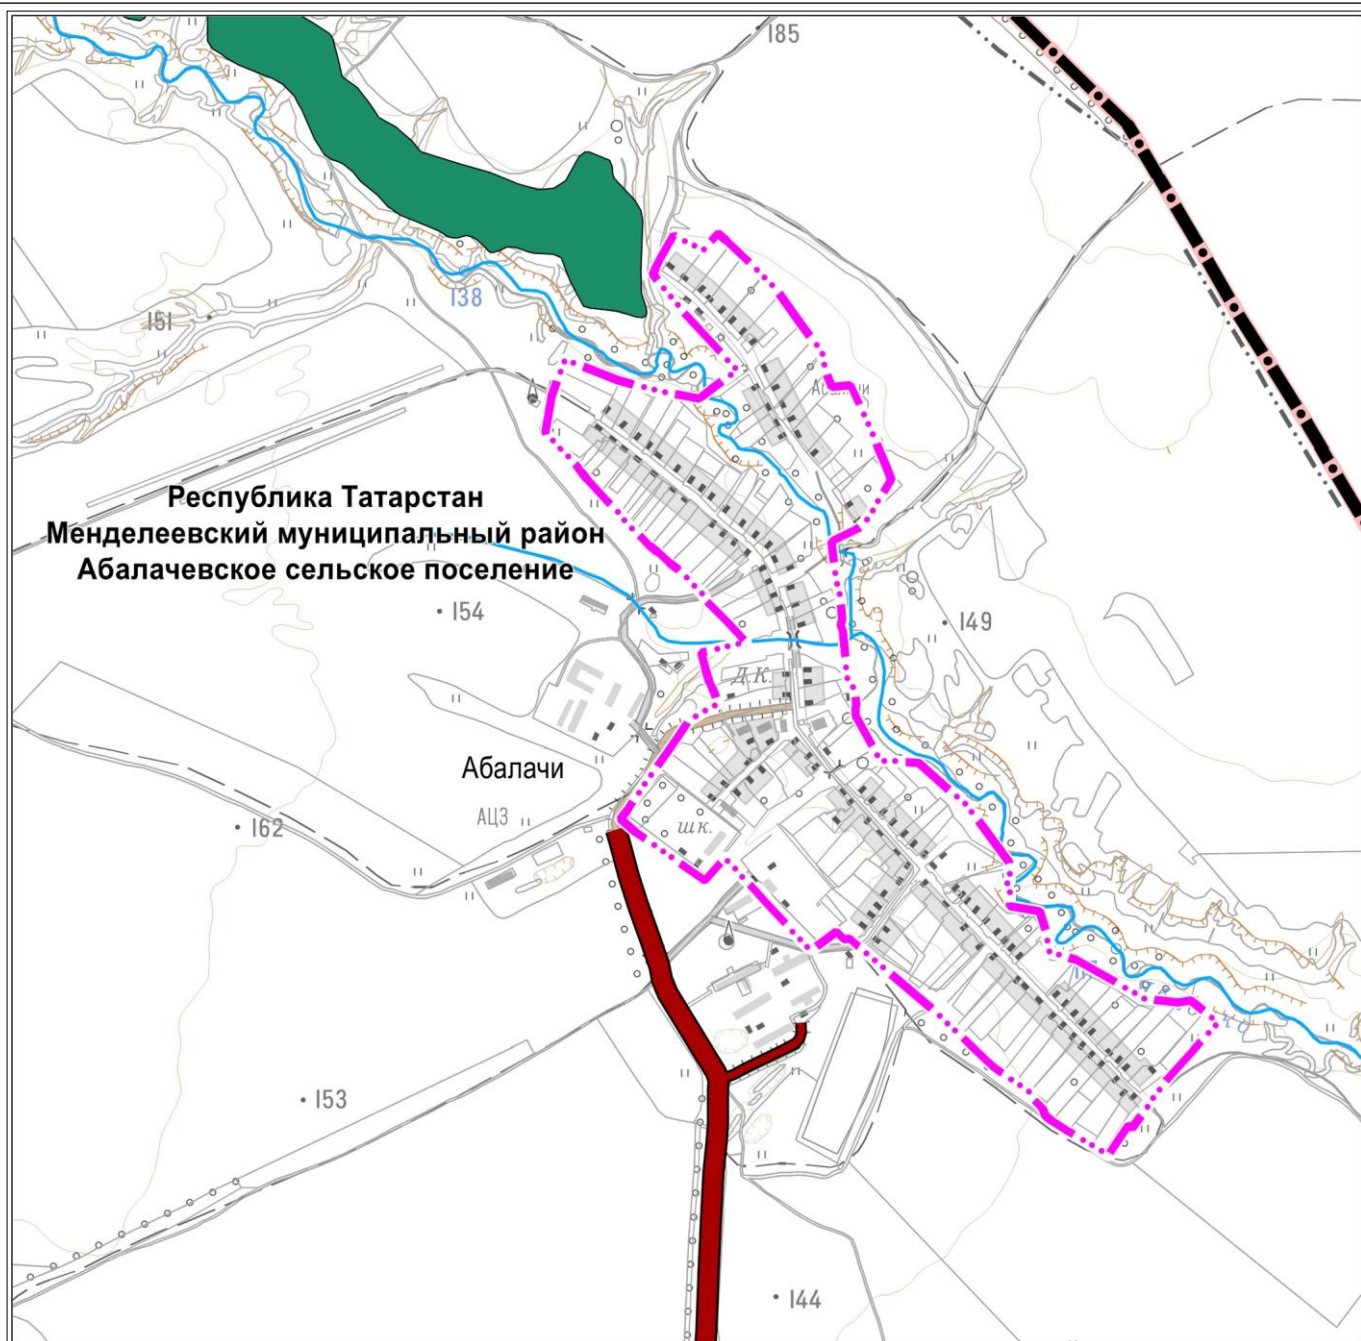 185
138
151
Абалачи
Республика Татарстан
Менделеевский муниципальный район
Абалачевское сельское поселение
154
149
Д.К.
Абалачи
АЦЗ
162
шк.
153
144